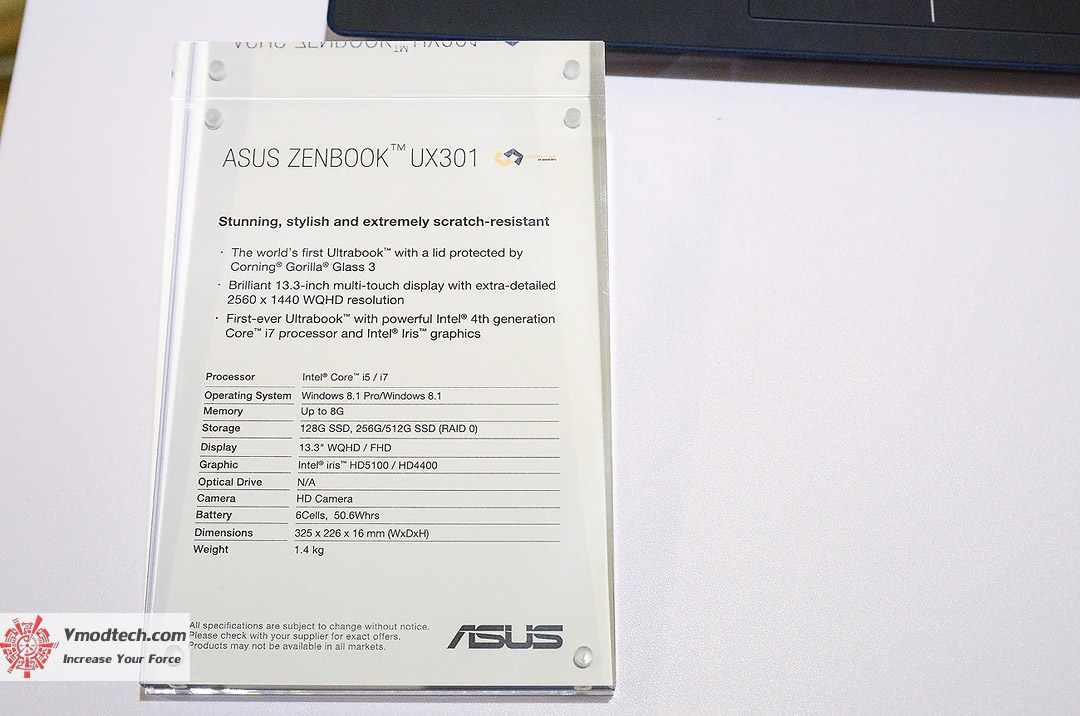 ASUS ZENBOOK™ UX301
ASUS ZENBOOK™ UX301
Stunning, stylish and extremely scratch-resistant
· The world's first Ultrabook™ with a lid protected by
Corning® Gorilla® Glass 3
· Brilliant 13.3-inch multi-touch display with extra-detailed
2560 x 1440 WQHD resolution
· First-ever Ultrabook™ with powerful Intel® 4th generation
Core™ i7 processor and Intel® Iris™ graphics
Processor Intel® Core™ i5 / i7
Operating System Windows 8.1 Pro/Windows 8.1
Memory Up to 8G
Storage 128G SSD, 256G/512G SSD (RAID 0)
Display 13.3" WQHD / FHD
Graphic Intel® iris™ HD5100 / HD4400
Optical Drive N/A
Camera HD Camera
Battery 6Cells, 50.6Whrs
Dimensions 325 x 226 x 16 mm (WxDxH)
Weight 1.4 kg
All specifications are subject to change without notice.
Please check with your supplier for exact offers.
Products may not be available in all markets.
ASUS
Vmodtech.com
Increase Your Force